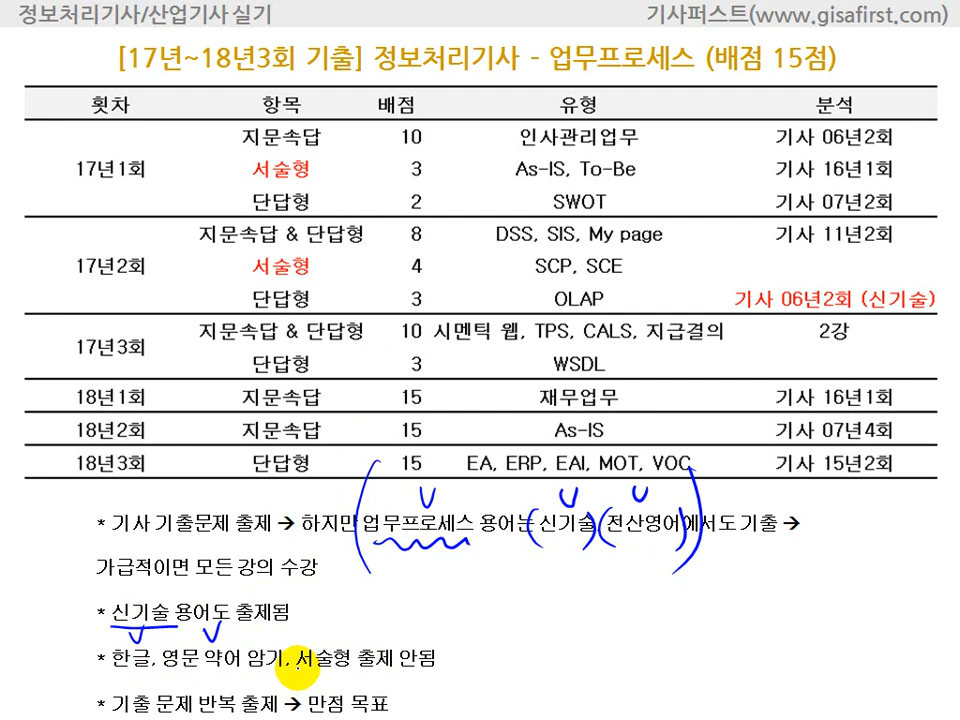 정보처리기사/산업기사 실기 기사퍼스트(www.gisafirst.com)
[17년~18년3회 기출] 정보처리기사 - 업무프로세스 (배점 15점)
횟차 항목 배점 유형 분석
지문속답 10 인사관리업무 기사 06년2회
17년1회 서술형 3 As-IS, To-Be 기사 16년1회
단답형 2 SWOT 기사 07년2회
지문속답 & 단답형 8 DSS, SIS, My page 기사 11년2회
17년2회 서술형 4 SCP, SCE
단답형 3 OLAP 기사 06년2회 (신기술)
17년3회 지문속답 & 단답형 10 시멘틱 웹, TPS, CALS, 지급결의 2강
단답형 3 WSDL
18년1회 지문속답 15 재무업무 기사 16년1회
18년2회 지문속답 15 As-IS 기사 07년4회
18년3회 단답형 15 EA, ERP, EAI, MOT, VOC 기사 15년2회
* 기사 기출문제 출제 → 하지만 업무프로세스 용어는 신기술, 전산영어에서도 기출 →
가급적이면 모든 강의 수강
* 신기술 용어도 출제됨
* 한글, 영문 약어 암기, 서술형 출제 안됨
* 기출 문제 반복 출제 → 만점 목표